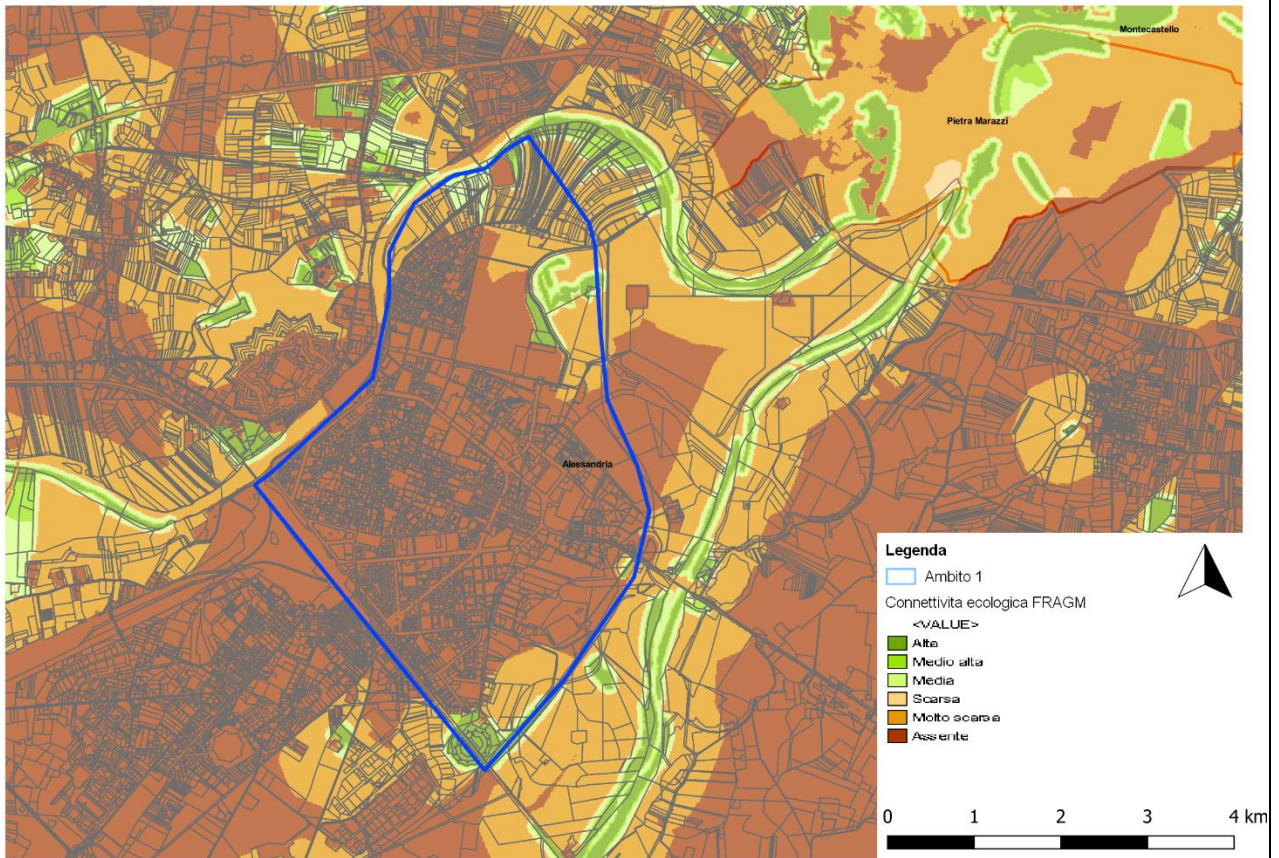 Montecastello
Pietra Marazzi
Alessandria
Legenda
Ambito 1
Connettivita ecologica FRAGM
<VALUE>
Alta
Medio alta
Media
Scarsa
Molto scarsa
Assente
0 1 2 3 4 km